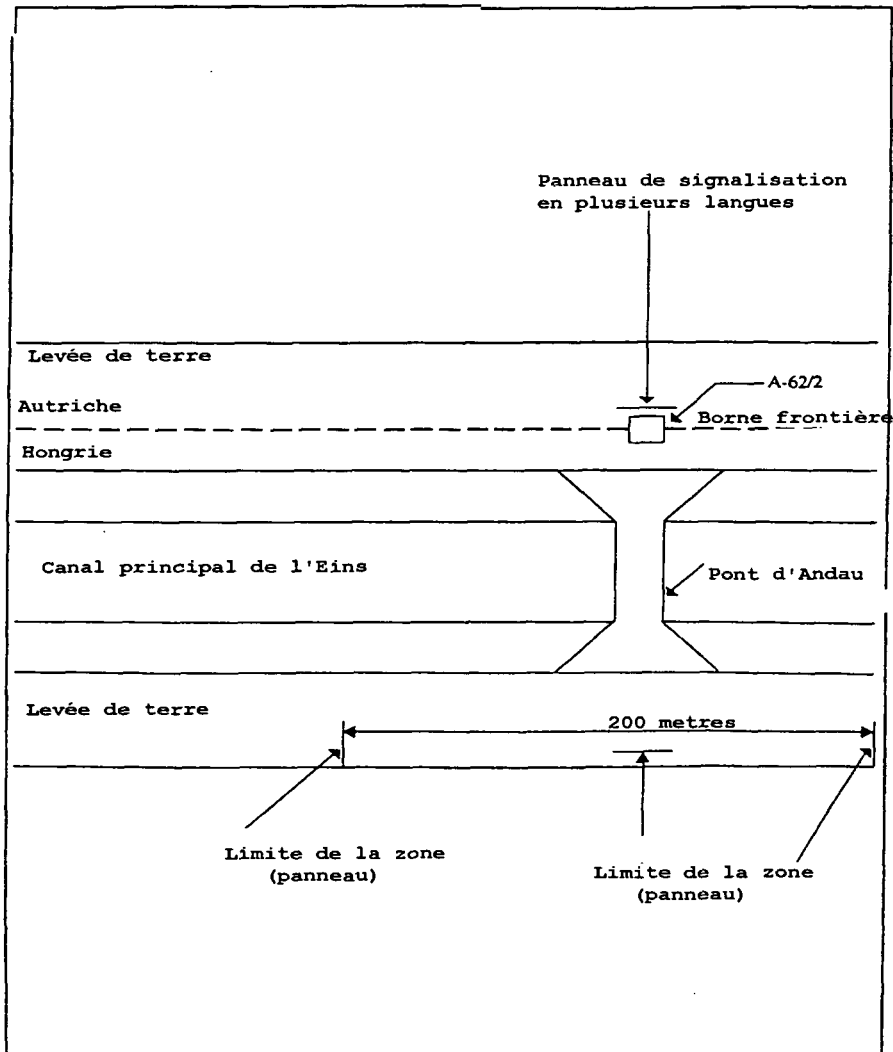 Panneau de signalisation
en plusieurs langues
Levée de terre
A-62/2
Autriche
Borne frontière
Hongrie
Canal principal de l'Eins
Pont d'Andau
Levée de terre
200 metres
Limite de la zone
(panneau)
Limite de la zone
(panneau)